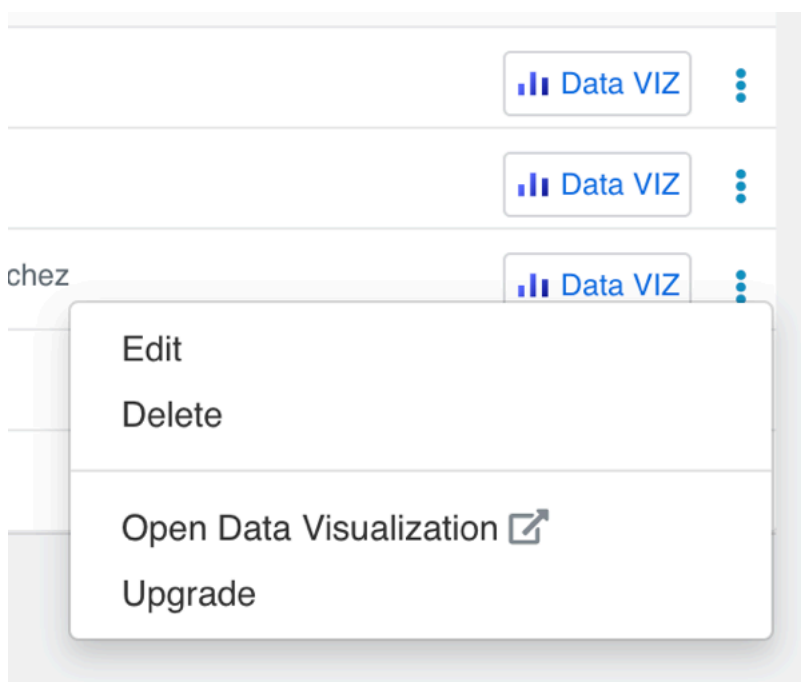 Data VIZ
Data VIZ
chez
Data VIZ
Edit
Delete
Open Data Visualization
Upgrade